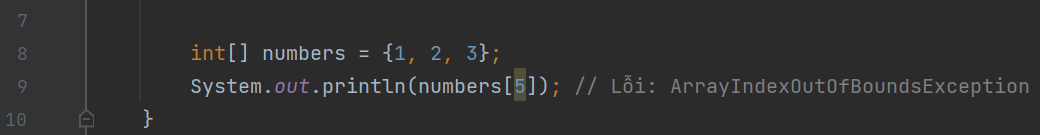 7
8 int[] numbers = {1, 2, 3};
9 System.out.println(numbers[5]); // Lỗi: ArrayIndexOutOfBoundsException
10 }